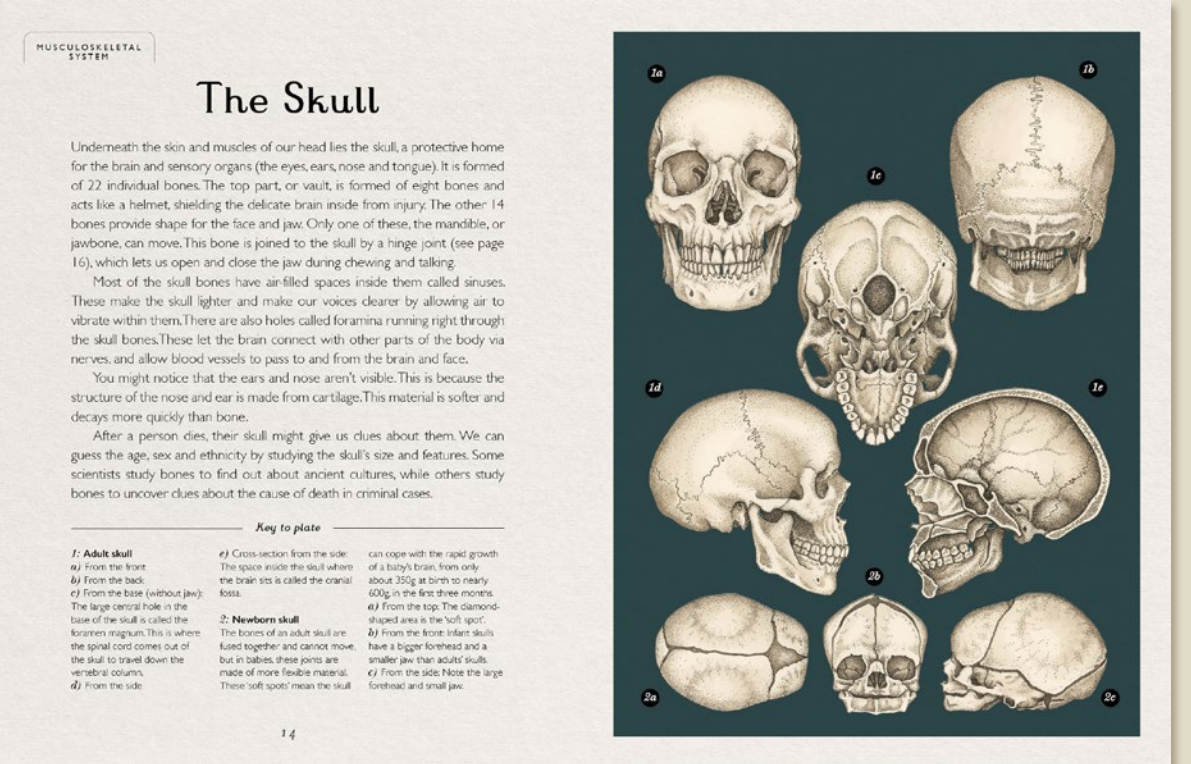 MUSCULOSKELETAL
SYSTEM
The Skull
Underneath the skin and muscles of our head lies the skull, a protective home
for the brain and sensory organs (the eyes, ears, nose and tongue). It is formed
of 22 individual bones. The top part, or vault, is formed of eight bones and
acts like a helmet, shielding the delicate brain inside from injury. The other 14
bones provide shape for the face and jaw. Only one of these, the mandible, or
jawbone, can move. This bone is joined to the skull by a hinge joint (see page
16), which lets us open and close the jaw during chewing and talking.
Most of the skull bones have air-filled spaces inside them called sinuses.
These make the skull lighter and make our voices clearer by allowing air to
vibrate within them. There are also holes called foramina running right through
the skull bones. These let the brain connect with other parts of the body via
nerves, and allow blood vessels to pass to and from the brain and face.
You might notice that the ears and nose aren't visible. This is because the
structure of the nose and ear is made from cartilage. This material is softer and
decays more quickly than bone.
After a person dies, their skull might give us clues about them. We can
guess the age, sex and ethnicity by studying the skull's size and features. Some
scientists study bones to find out about ancient cultures, while others study
bones to uncover clues about the cause of death in criminal cases.
Key to plate
1: Adult skull
a) From the front
b) From the back
c) From the base (without jaw):
The large central hole in the
base of the skull is called the
foramen magnum. This is where
the spinal cord comes out of
the skull to travel down the
vertebral column.
d) From the side
e) Cross-section from the side:
The space inside the skull where
the brain sits is called the cranial
fossa.
2: Newborn skull
The bones of an adult skull are
fused together and cannot move,
but in babies, these joints are
made of more flexible material.
These 'soft spots' mean the skull
can cope with the rapid growth
of a baby's brain, from only
about 350g at birth to nearly
600g, in the first three months.
a) From the top: The diamond-
shaped area is the 'soft spot'.
b) From the front: Infant skulls
have a bigger forehead and a
smaller jaw than adults' skulls.
c) From the side: Note the large
forehead and small jaw.
14
1a
1b
1c
1d
1e
2b
2a
2c